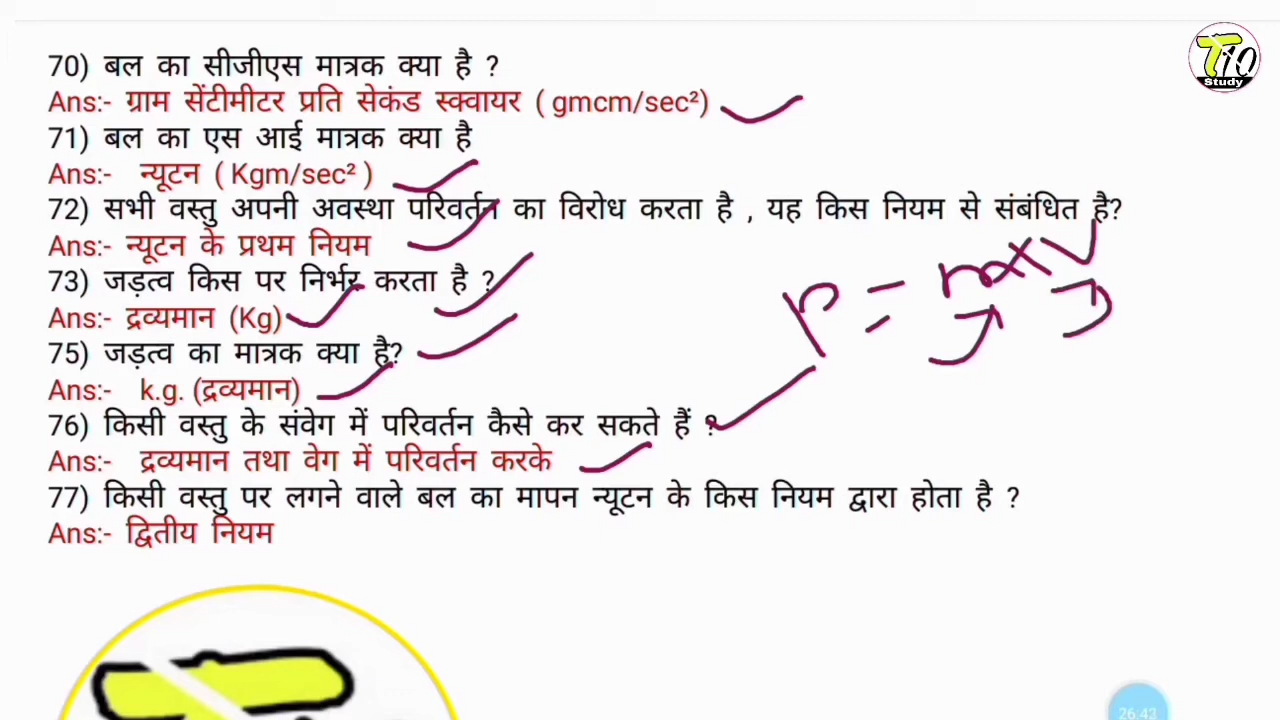 70) बल का सीजीएस मात्रक क्या है ?
Ans:- ग्राम सेंटीमीटर प्रति सेकंड स्क्वायर ( gmcm/sec²)
71) बल का एस आई मात्रक क्या है
Ans:- न्यूटन ( Kgm/sec² )
72) सभी वस्तु अपनी अवस्था परिवर्तन का विरोध करता है , यह किस नियम से संबंधित है?
Ans:- न्यूटन के प्रथम नियम
73) जड़त्व किस पर निर्भर करता है ?
Ans:- द्रव्यमान (Kg)
P = m x v
75) जड़त्व का मात्रक क्या है?
Ans:- k.g. (द्रव्यमान)
76) किसी वस्तु के संवेग में परिवर्तन कैसे कर सकते हैं ?
Ans:- द्रव्यमान तथा वेग में परिवर्तन करके
77) किसी वस्तु पर लगने वाले बल का मापन न्यूटन के किस नियम द्वारा होता है ?
Ans:- द्वितीय नियम
Study
26:43